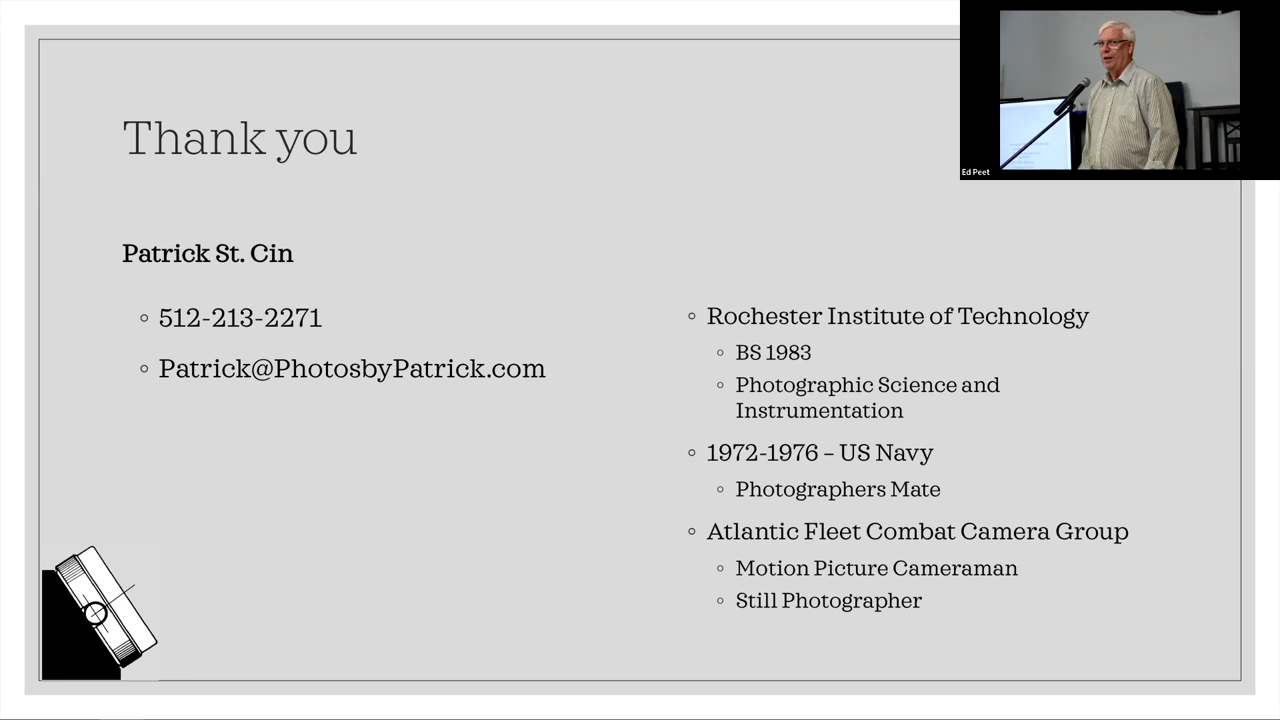 Thank you
Ed Peet
Patrick St. Cin
◦ 512-213-2271
◦ Patrick@PhotosbyPatrick.com
◦ Rochester Institute of Technology
◦ BS 1983
◦ Photographic Science and
Instrumentation
◦ 1972-1976 – US Navy
◦ Photographers Mate
◦ Atlantic Fleet Combat Camera Group
◦ Motion Picture Cameraman
◦ Still Photographer